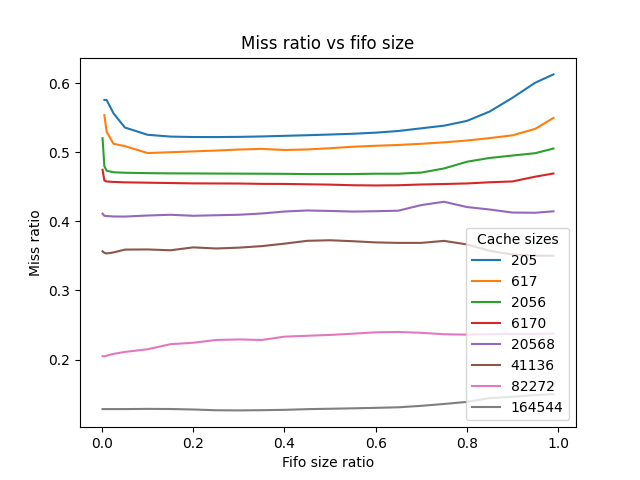 Miss ratio vs fifo size
0.6
0.5
0.4
0.3
0.2
Miss ratio
0.0 0.2 0.4 0.6 0.8 1.0
Fifo size ratio
Cache sizes
205
617
2056
6170
20568
41136
82272
164544